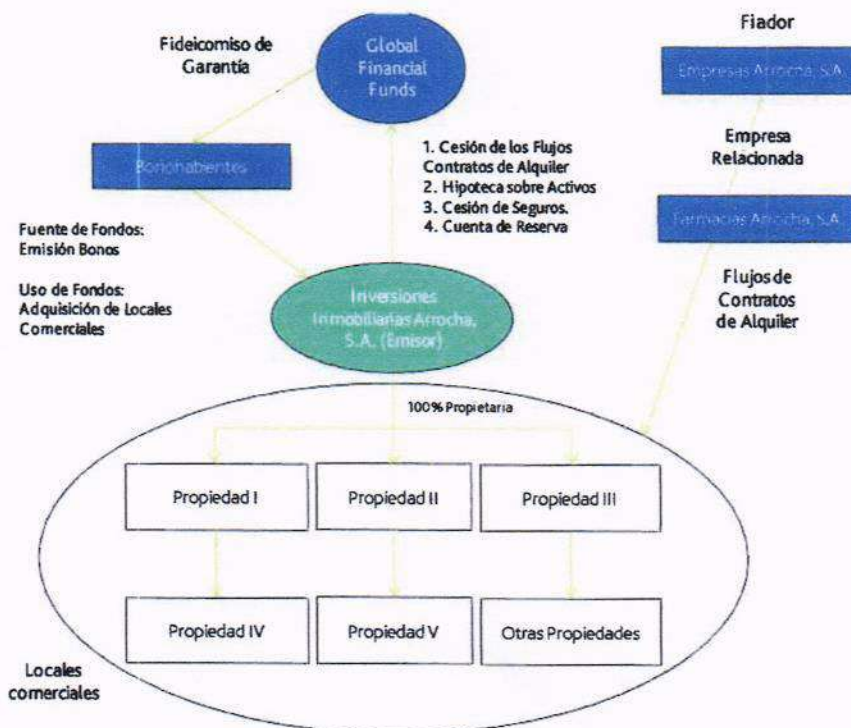 Fideicomiso de
Garantía
Global
Financial
Funds
Fiador
Empresas Arrocha, S.A.
Bonohabientes
1. Cesión de los Flujos
Contratos de Alquiler
2. Hipoteca sobre Activos
3. Cesión de Seguros.
4. Cuenta de Reserva
Empresa
Relacionada
Farmacias Arrocha, S.A.
Fuente de Fondos:
Emisión Bonos
Uso de Fondos:
Adquisición de Locales
Comerciales
Inversiones
Inmobiliarias Arrocha,
S.A. (Emisor)
Flujos de
Contratos
de Alquiler
100% Propietaria
Propiedad I
Propiedad II
Propiedad III
Propiedad IV
Propiedad V
Otras Propiedades
Locales
comerciales